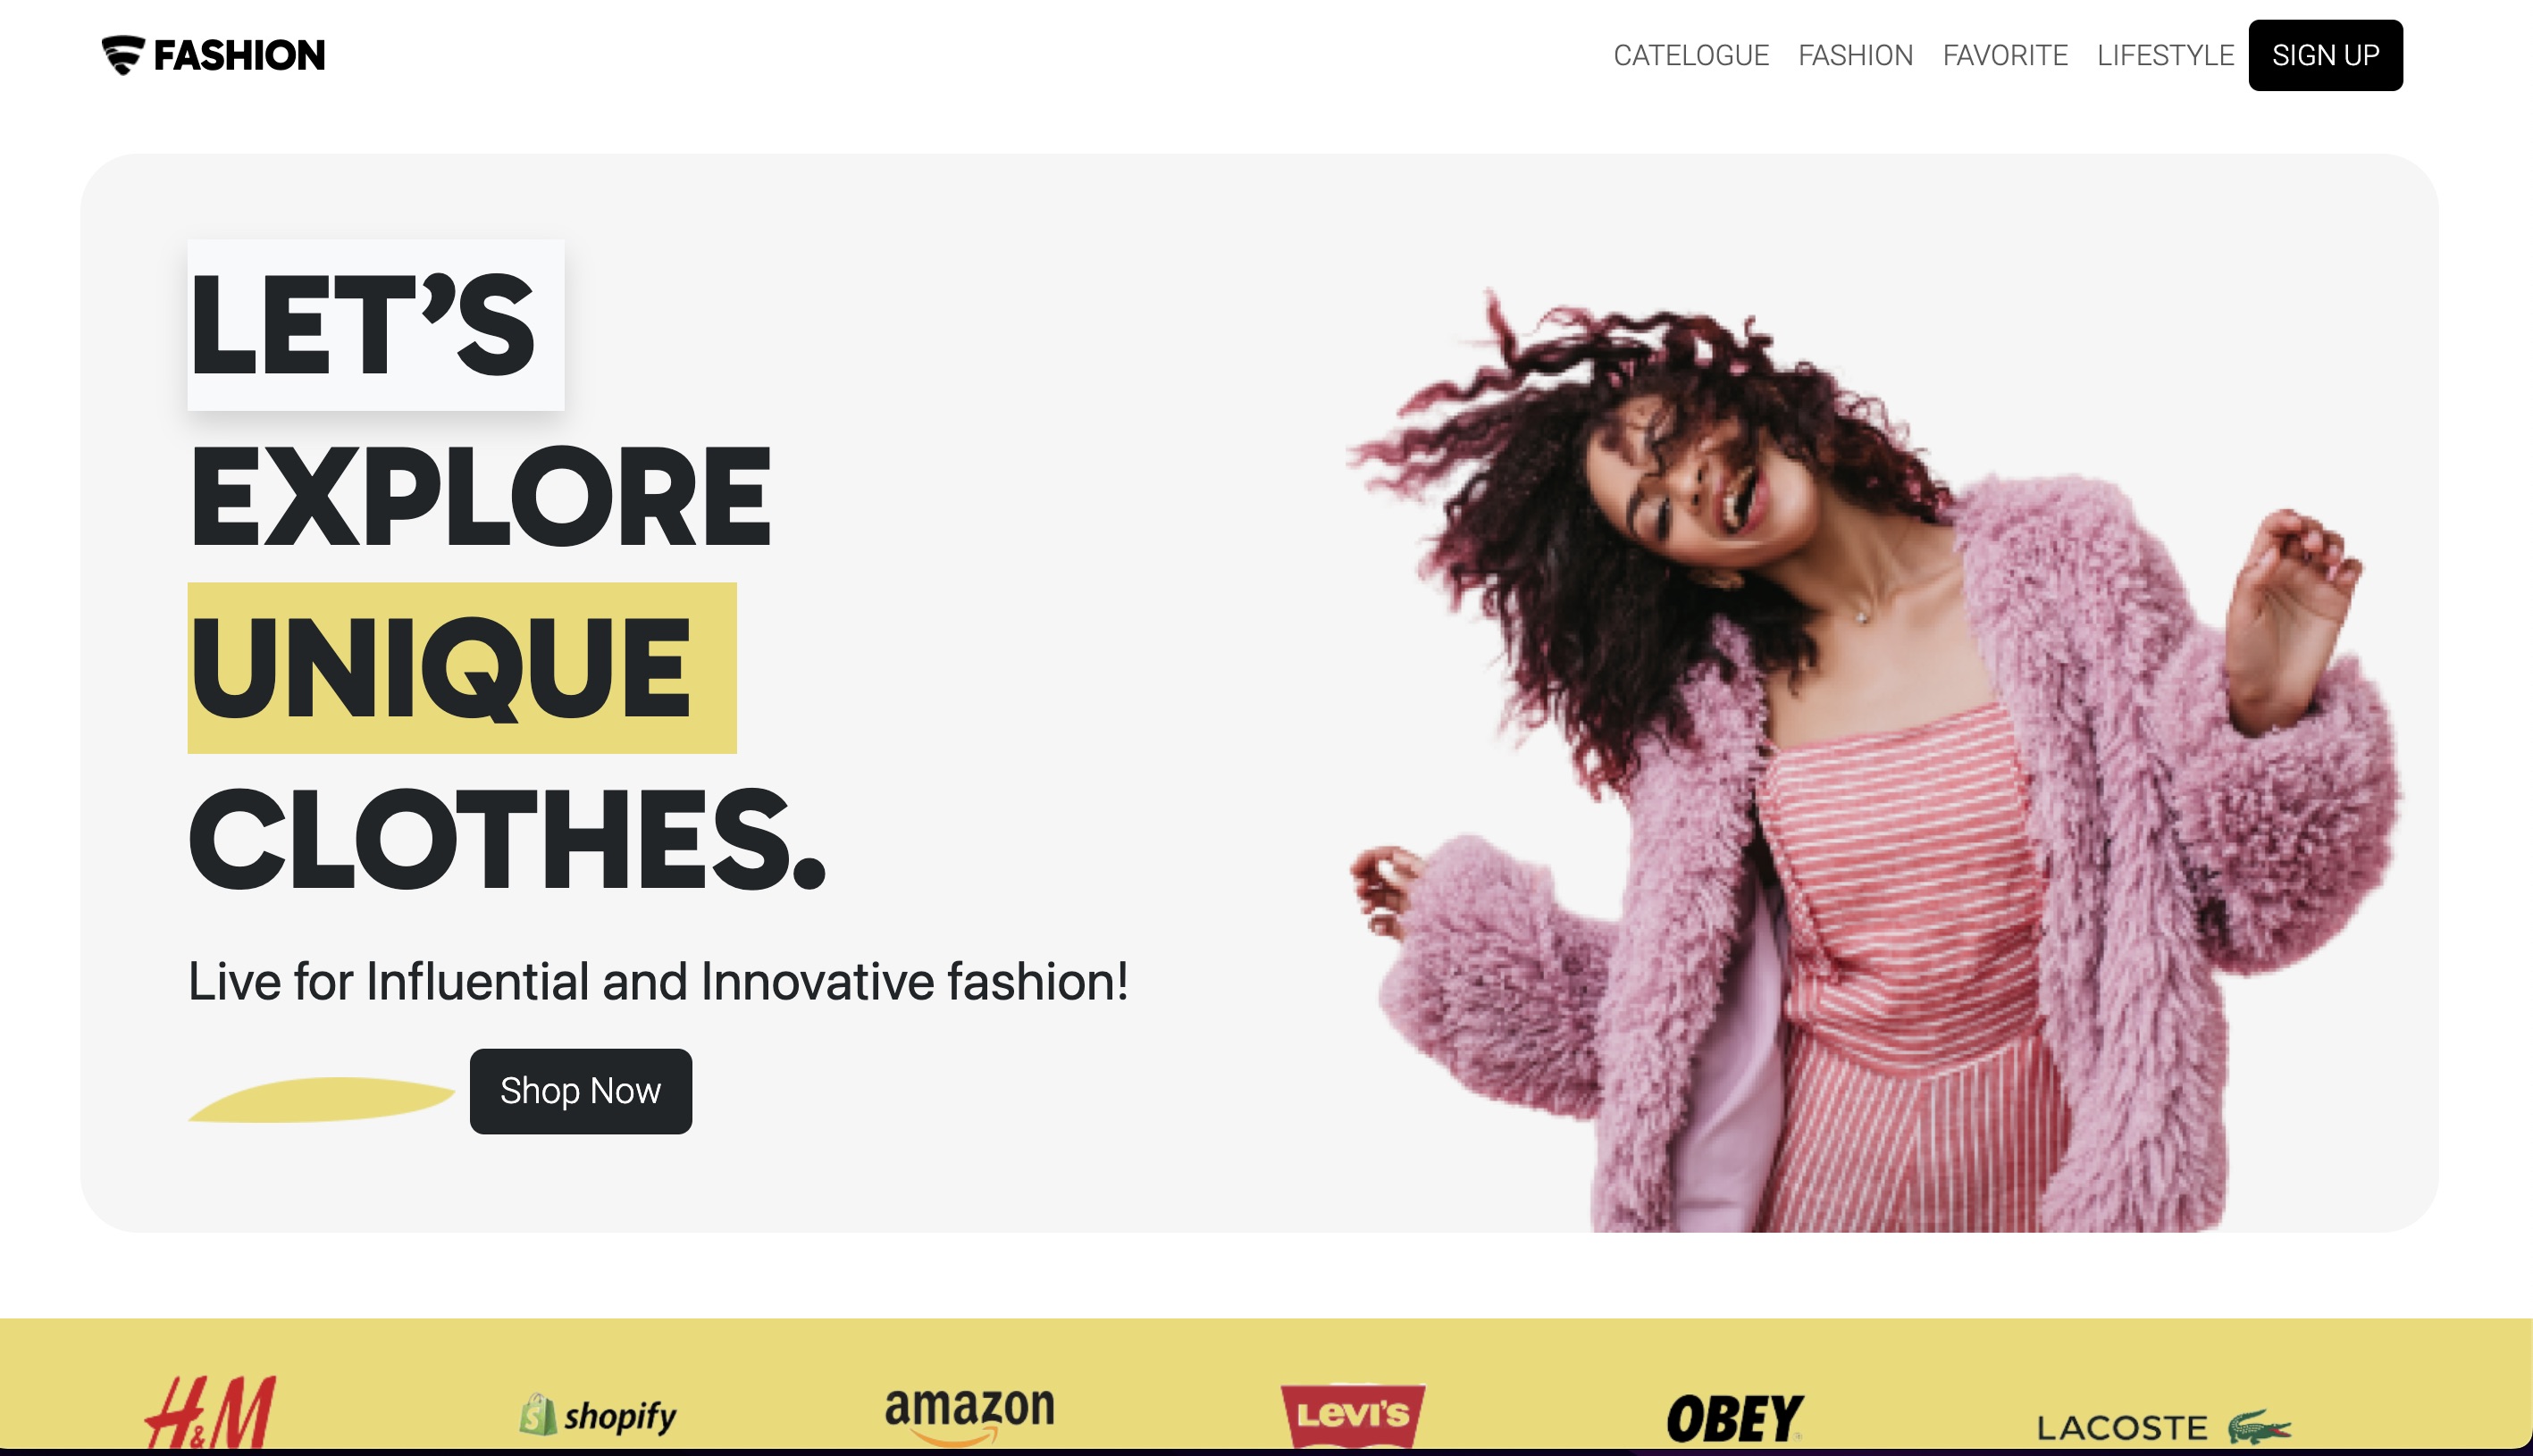 FASHION
CATELOGUE FASHION FAVORITE LIFESTYLE SIGN UP
LET’S
EXPLORE
UNIQUE
CLOTHES.
Live for Influential and Innovative fashion!
Shop Now
H&M shopify amazon LEVI'S OBEY LACOSTE